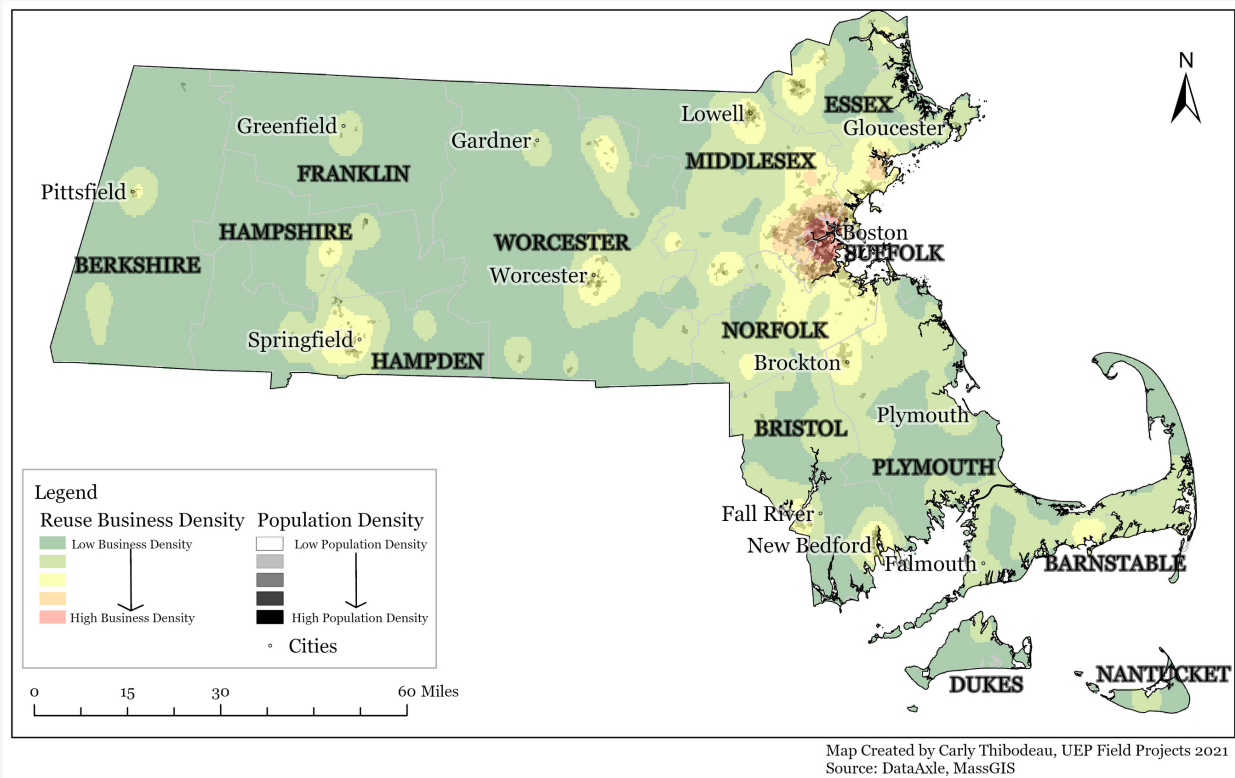 N
ESSEX
Lowell
Greenfield
Gloucester
Gardner
MIDDLESEX
FRANKLIN
Pittsfield
HAMPSHIRE
Boston
WORCESTER
SUFFOLK
BERKSHIRE
Worcester
NORFOLK
Springfield
HAMPDEN
Brockton
Plymouth
BRISTOL
PLYMOUTH
Fall River
New Bedford
Falmouth
BARNSTABLE
NANTUCKET
DUKES
Legend
Reuse Business Density
Low Business Density
High Business Density
Population Density
Low Population Density
High Population Density
Cities
0 15 30 60 Miles
Map Created by Carly Thibodeau, UEP Field Projects 2021
Source: DataAxle, MassGIS